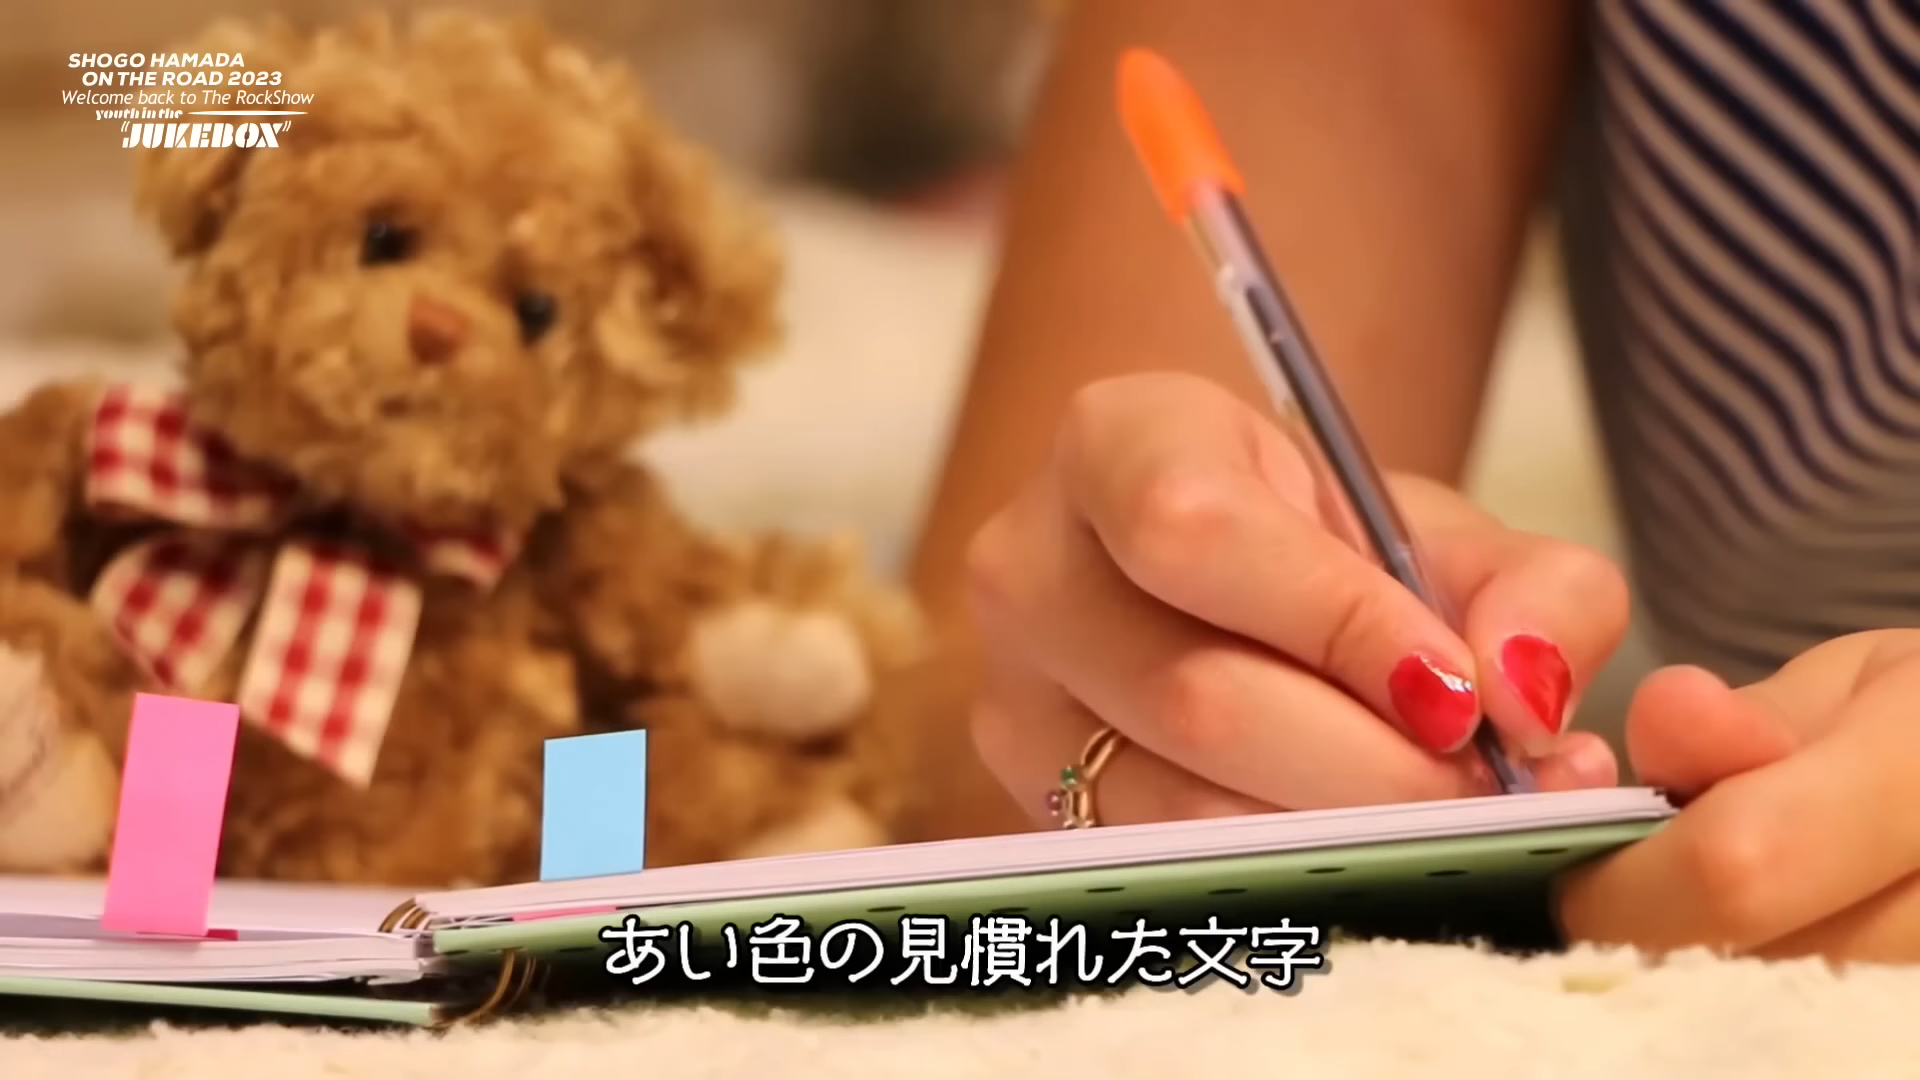 SHOGO HAMADA
ON THE ROAD 2023
Welcome back to The RockShow
youth in the
"JUKEBOX"
あい色の見慣れた文字